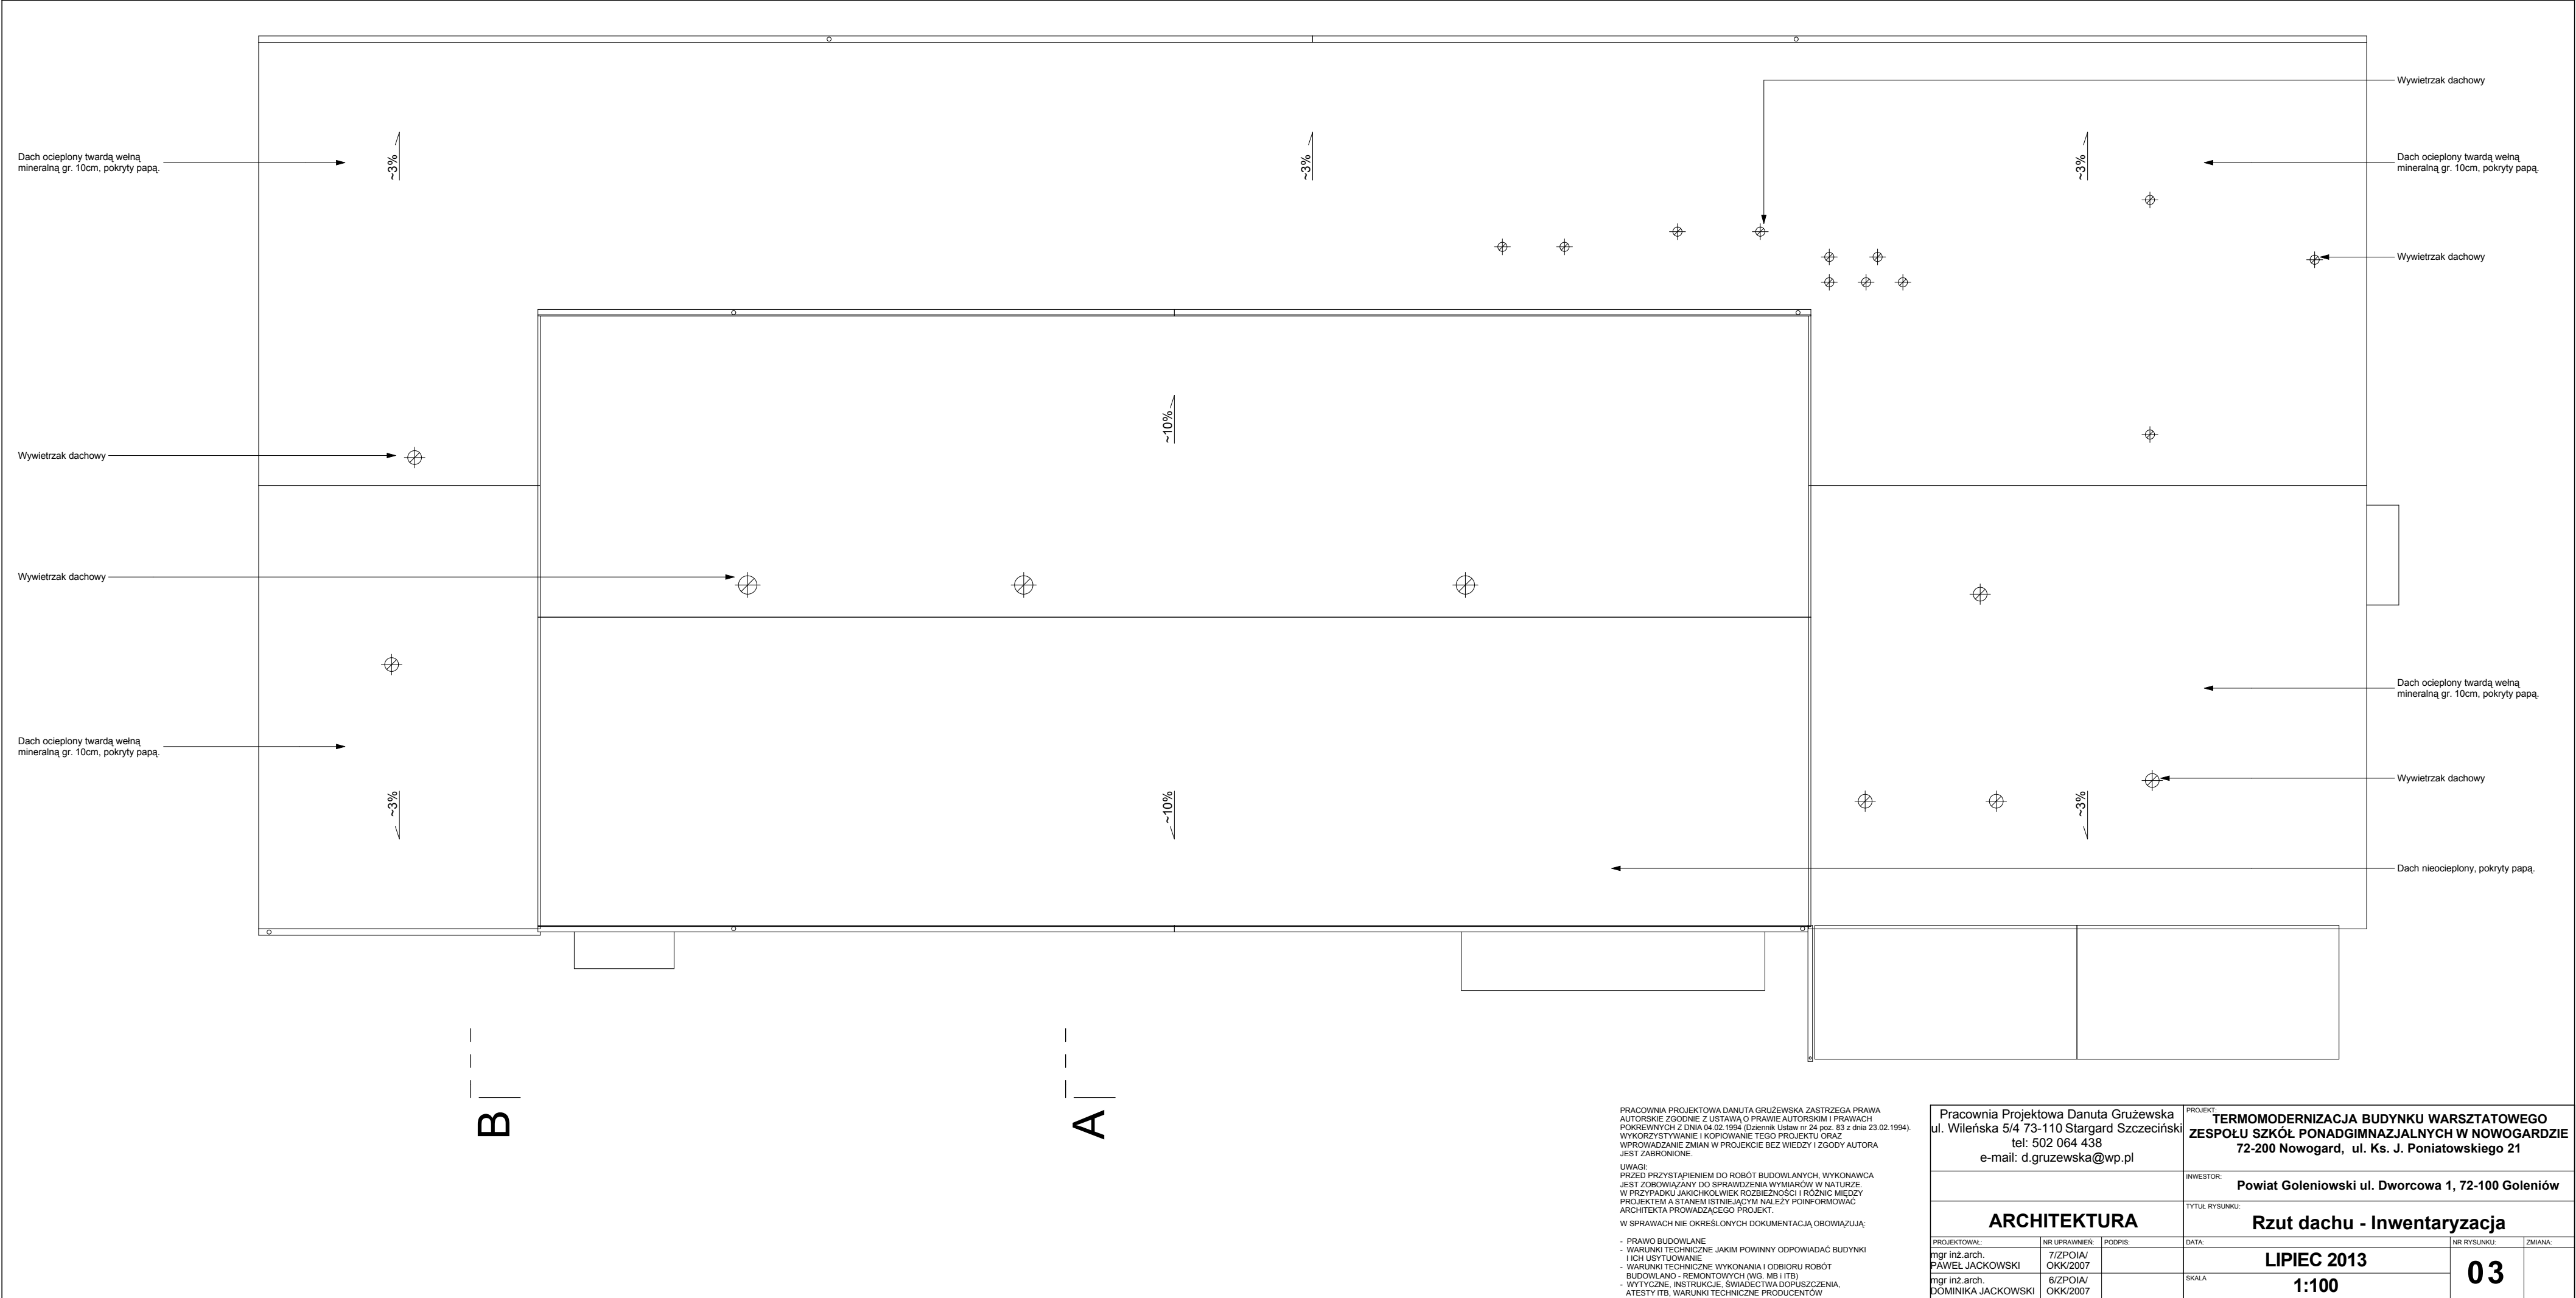 Wywietrzak dachowy
Dach ocieplony twardą wełną
mineralną gr. 10cm, pokryty papą.
~3%
~3%
~3%
Dach ocieplony twardą wełną
mineralną gr. 10cm, pokryty papą.
Wywietrzak dachowy
~10%
Wywietrzak dachowy
Wywietrzak dachowy
Dach ocieplony twardą wełną
mineralną gr. 10cm, pokryty papą.
Dach ocieplony twardą wełną
mineralną gr. 10cm, pokryty papą.
Wywietrzak dachowy
~3%
~10%
~3%
Dach nieocieplony, pokryty papą.
B
A
PRACOWNIA PROJEKTOWA DANUTA GRUŻEWSKA ZASTRZEGA PRAWA
AUTORSKIE ZGODNIE Z USTAWĄ O PRAWIE AUTORSKIM I PRAWACH
POKREWNYCH Z DNIA 04.02.1994 (Dziennik Ustaw nr 24 poz. 83 z dnia 23.02.1994).
WYKORZYSTYWANIE I KOPIOWANIE TEGO PROJEKTU ORAZ
WPROWADZANIE ZMIAN W PROJEKCIE BEZ WIEDZY I ZGODY AUTORA
JEST ZABRONIONE.
UWAGI:
PRZED PRZYSTĄPIENIEM DO ROBÓT BUDOWLANYCH, WYKONAWCA
JEST ZOBOWIĄZANY DO SPRAWDZENIA WYMIARÓW W NATURZE.
W PRZYPADKU JAKICHKOLWIEK ROZBIEŻNOŚCI I RÓŻNIC MIĘDZY
PROJEKTEM A STANEM ISTNIEJĄCYM NALEŻY POINFORMOWAĆ
ARCHITEKTA PROWADZĄCEGO PROJEKT.
W SPRAWACH NIE OKREŚLONYCH DOKUMENTACJĄ OBOWIĄZUJĄ:
- PRAWO BUDOWLANE
- WARUNKI TECHNICZNE JAKIM POWINNY ODPOWIADAĆ BUDYNKI
I ICH USYTUOWANIE
- WARUNKI TECHNICZNE WYKONANIA I ODBIORU ROBÓT
BUDOWLANO - REMONTOWYCH (WG. MB i ITB)
- WYTYCZNE, INSTRUKCJE, ŚWIADECTWA DOPUSZCZENIA,
ATESTY ITB, WARUNKI TECHNICZNE PRODUCENTÓW
Pracownia Projektowa Danuta Grużewska
ul. Wileńska 5/4 73-110 Stargard Szczeciński
tel: 502 064 438
e-mail: d.gruzewska@wp.pl
PROJEKT:
TERMOMODERNIZACJA BUDYNKU WARSZTATOWEGO
ZESPOŁU SZKÓŁ PONADGIMNAZJALNYCH W NOWOGARDZIE
72-200 Nowogard, ul. Ks. J. Poniatowskiego 21
INWESTOR:
Powiat Goleniowski ul. Dworcowa 1, 72-100 Goleniów
ARCHITEKTURA
TYTUŁ RYSUNKU:
Rzut dachu - Inwentaryzacja
PROJEKTOWAŁ: NR UPRAWNIEŃ: PODPIS: DATA: NR RYSUNKU: ZMIANA:
mgr inż.arch. 7/ZPOIA/
PAWEŁ JACKOWSKI OKK/2007
LIPIEC 2013
03
mgr inż.arch. 6/ZPOIA/
DOMINIKA JACKOWSKI OKK/2007
SKALA
1:100